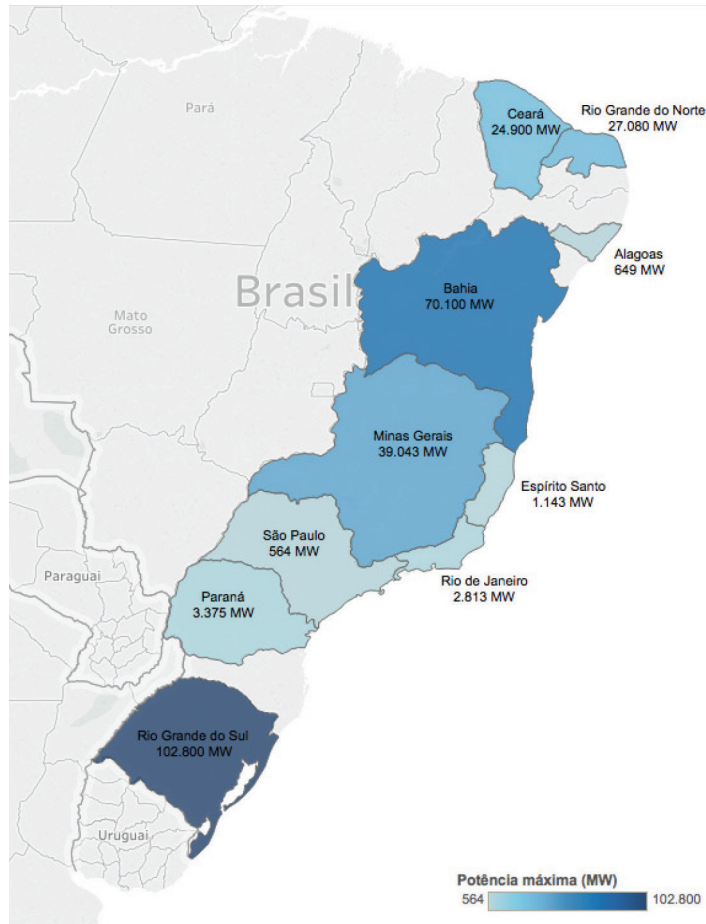 Pará
Ceará
24.900 MW
Rio Grande do Norte
27.080 MW
Alagoas
649 MW
Brasil
Bahia
70.100 MW
Mato
Grosso
Minas Gerais
39.043 MW
Espírito Santo
1.143 MW
São Paulo
564 MW
Rio de Janeiro
2.813 MW
Paraguai
Paraná
3.375 MW
Rio Grande do Sul
102.800 MW
Uruguai
Potência máxima (MW)
564
102.800